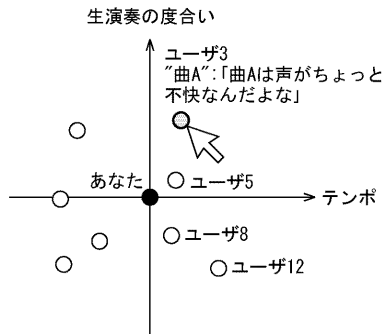 生演奏の度合い
ユーザ3
"曲A":「曲Aは声がちょっと
不快なんだよな」
あなた
ユーザ5
テンポ
ユーザ8
ユーザ12